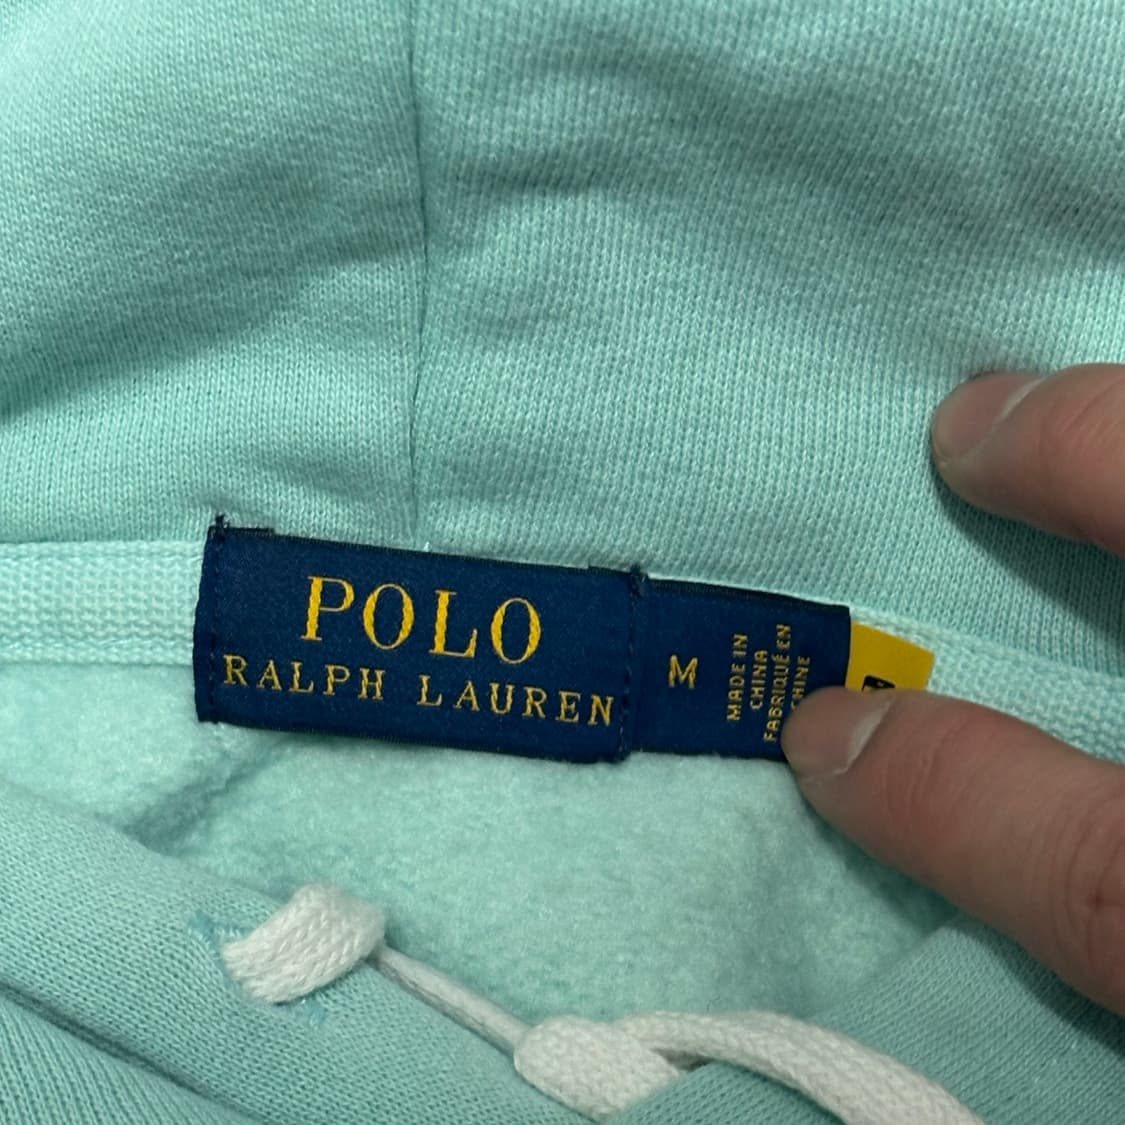 POLO
RALPH LAUREN
M
MADE IN
CHINA
FABRIQUÉ EN
CHINE